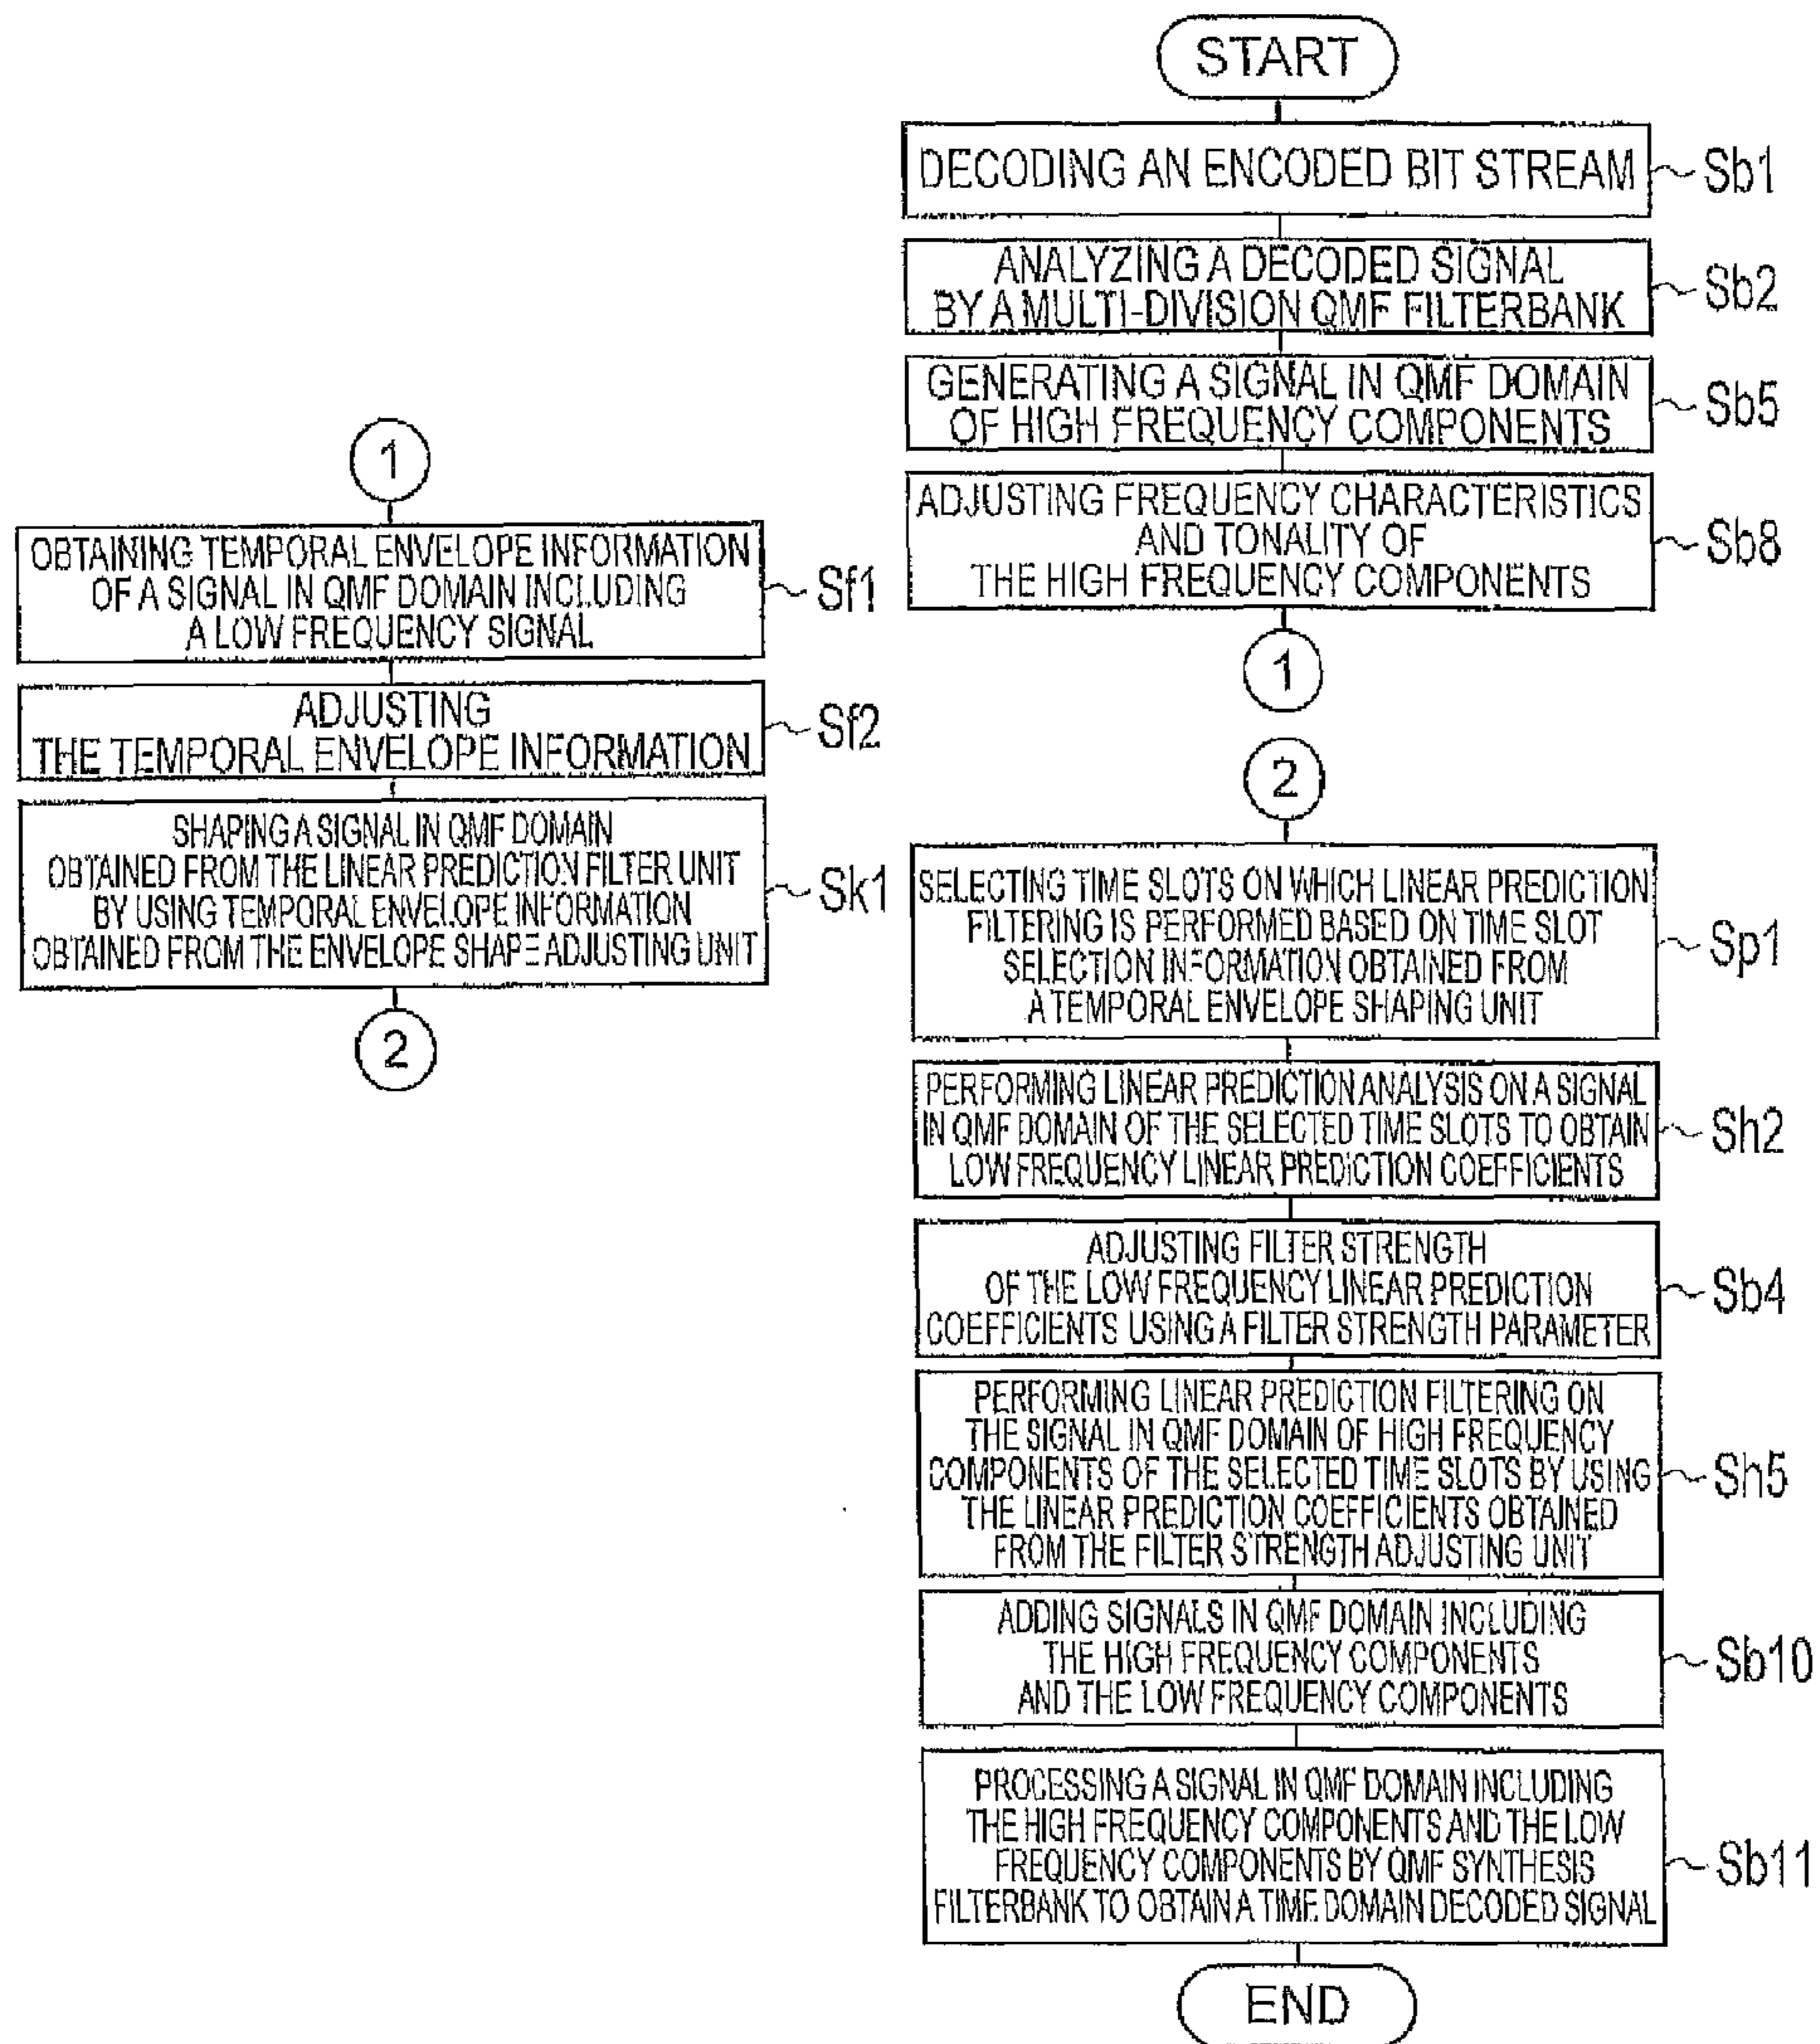 START
DECODING AN ENCODED BIT STREAM
Sb1
ANALYZING A DECODED SIGNAL
BY A MULTI-DIVISION QMF FILTERBANK
Sb2
GENERATING A SIGNAL IN QMF DOMAIN
OF HIGH FREQUENCY COMPONENTS
Sb5
ADJUSTING FREQUENCY CHARACTERISTICS
AND TONALITY OF
THE HIGH FREQUENCY COMPONENTS
Sb8
1
1
OBTAINING TEMPORAL ENVELOPE INFORMATION
OF A SIGNAL IN QMF DOMAIN INCLUDING
A LOW FREQUENCY SIGNAL
Sf1
ADJUSTING
THE TEMPORAL ENVELOPE INFORMATION
Sf2
SHAPING A SIGNAL IN QMF DOMAIN
OBTAINED FROM THE LINEAR PREDICTION FILTER UNIT
BY USING TEMPORAL ENVELOPE INFORMATION
OBTAINED FROM THE ENVELOPE SHAPE ADJUSTING UNIT
Sk1
2
2
SELECTING TIME SLOTS ON WHICH LINEAR PREDICTION
FILTERING IS PERFORMED BASED ON TIME SLOT
SELECTION INFORMATION OBTAINED FROM
A TEMPORAL ENVELOPE SHAPING UNIT
Sp1
PERFORMING LINEAR PREDICTION ANALYSIS ON A SIGNAL
IN QMF DOMAIN OF THE SELECTED TIME SLOTS TO OBTAIN
LOW FREQUENCY LINEAR PREDICTION COEFFICIENTS
Sh2
ADJUSTING FILTER STRENGTH
OF THE LOW FREQUENCY LINEAR PREDICTION
COEFFICIENTS USING A FILTER STRENGTH PARAMETER
Sb4
PERFORMING LINEAR PREDICTION FILTERING ON
THE SIGNAL IN QMF DOMAIN OF HIGH FREQUENCY
COMPONENTS OF THE SELECTED TIME SLOTS BY USING
THE LINEAR PREDICTION COEFFICIENTS OBTAINED
FROM THE FILTER STRENGTH ADJUSTING UNIT
Sh5
ADDING SIGNALS IN QMF DOMAIN INCLUDING
THE HIGH FREQUENCY COMPONENTS
AND THE LOW FREQUENCY COMPONENTS
Sb10
PROCESSING A SIGNAL IN QMF DOMAIN INCLUDING
THE HIGH FREQUENCY COMPONENTS AND THE LOW
FREQUENCY COMPONENTS BY QMF SYNTHESIS
FILTERBANK TO OBTAIN A TIME DOMAIN DECODED SIGNAL
Sb11
END